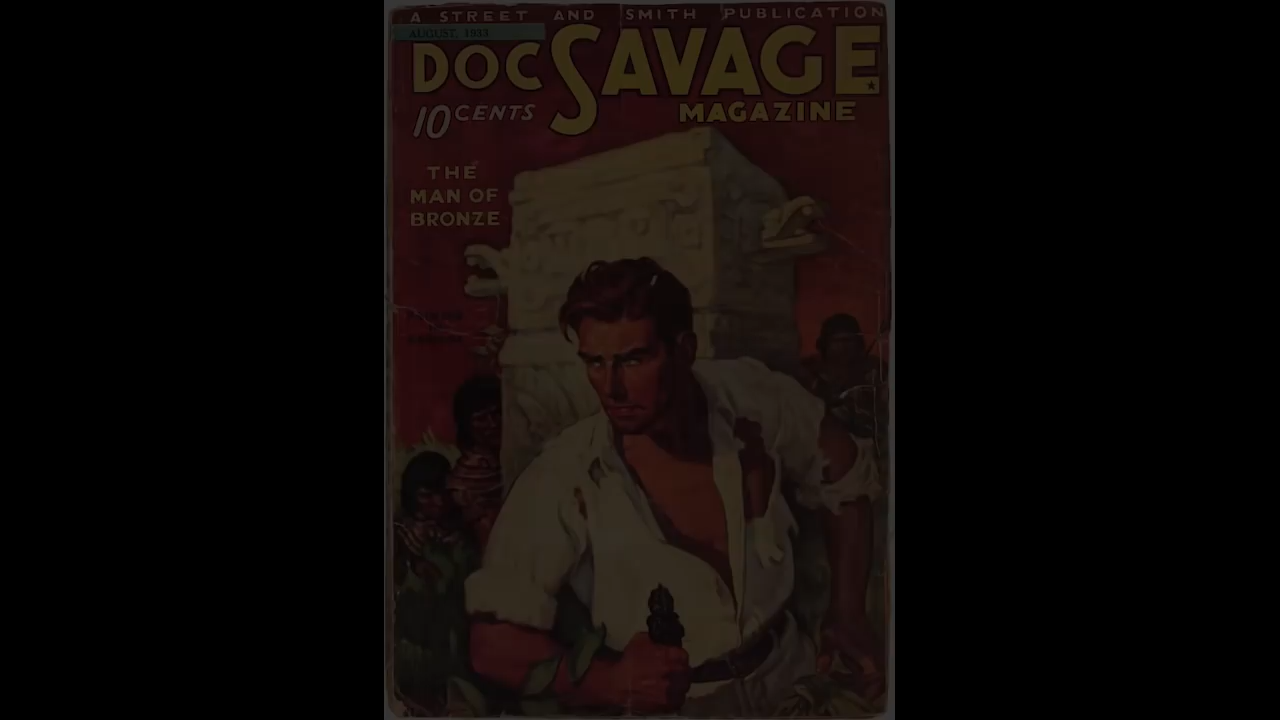 A STREET AND SMITH PUBLICATION
AUGUST, 1933
DOC SAVAGE
10 CENTS
MAGAZINE
THE
MAN OF
BRONZE